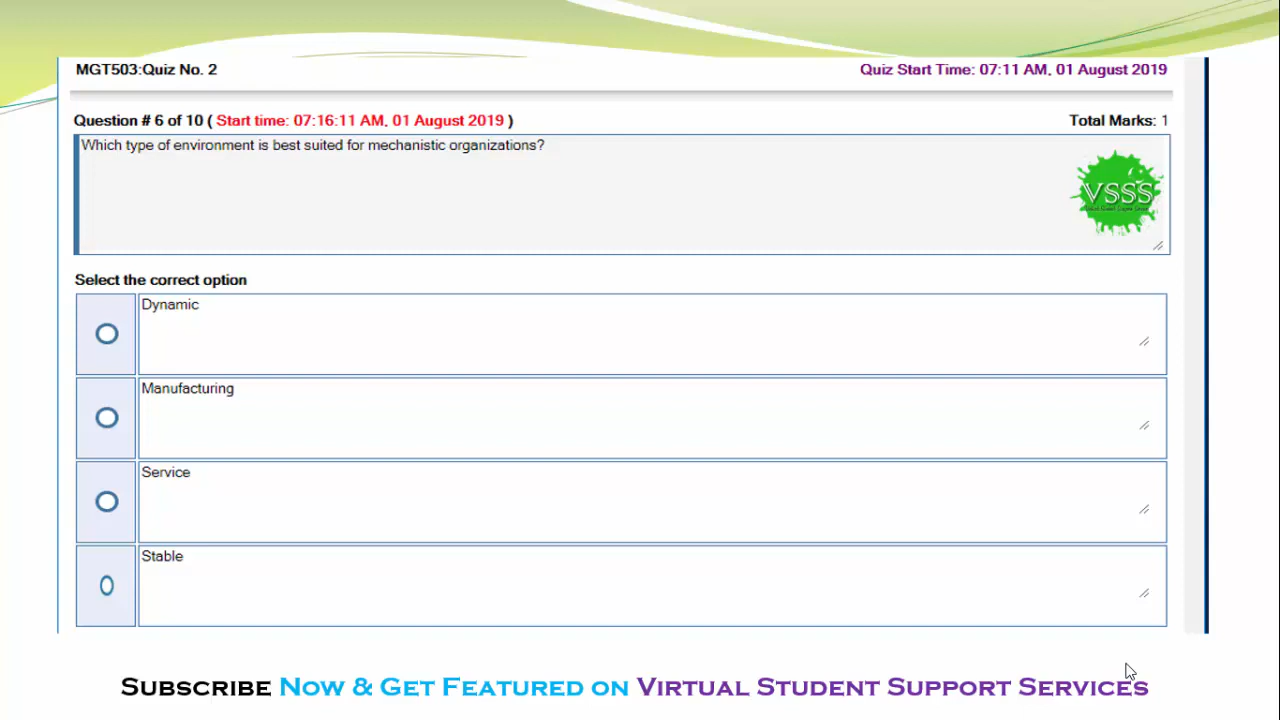 MGT503:Quiz No. 2
Quiz Start Time: 07:11 AM, 01 August 2019
Question # 6 of 10 ( Start time: 07:16:11 AM, 01 August 2019 )
Total Marks: 1
Which type of environment is best suited for mechanistic organizations?
VSSS
Select the correct option
Dynamic
Manufacturing
Service
Stable
Subscribe Now & Get Featured on Virtual Student Support Services